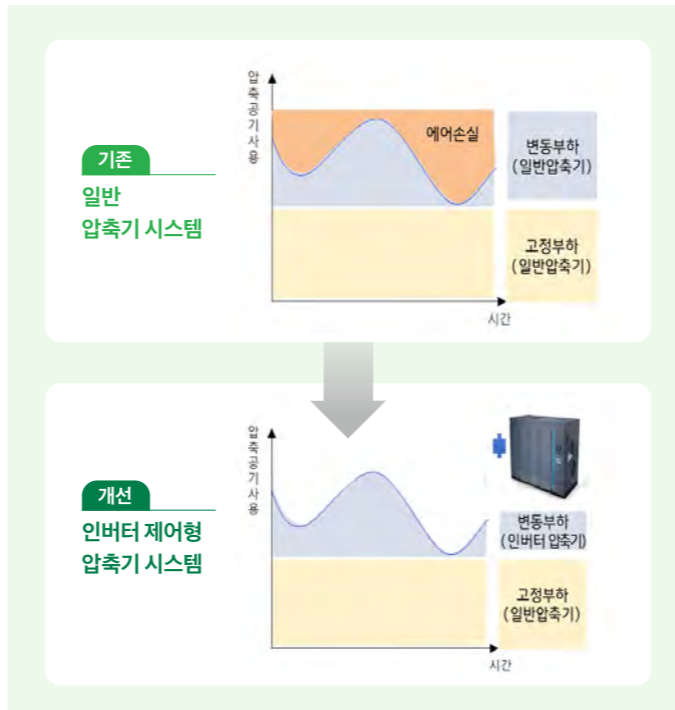 압축공기사용
에어손실
변동부하
(일반압축기)
기존
일반
압축기 시스템
고정부하
(일반압축기)
시간
압축공기사용
개선
인버터 제어형
압축기 시스템
변동부하
(인버터 압축기)
고정부하
(일반압축기)
시간